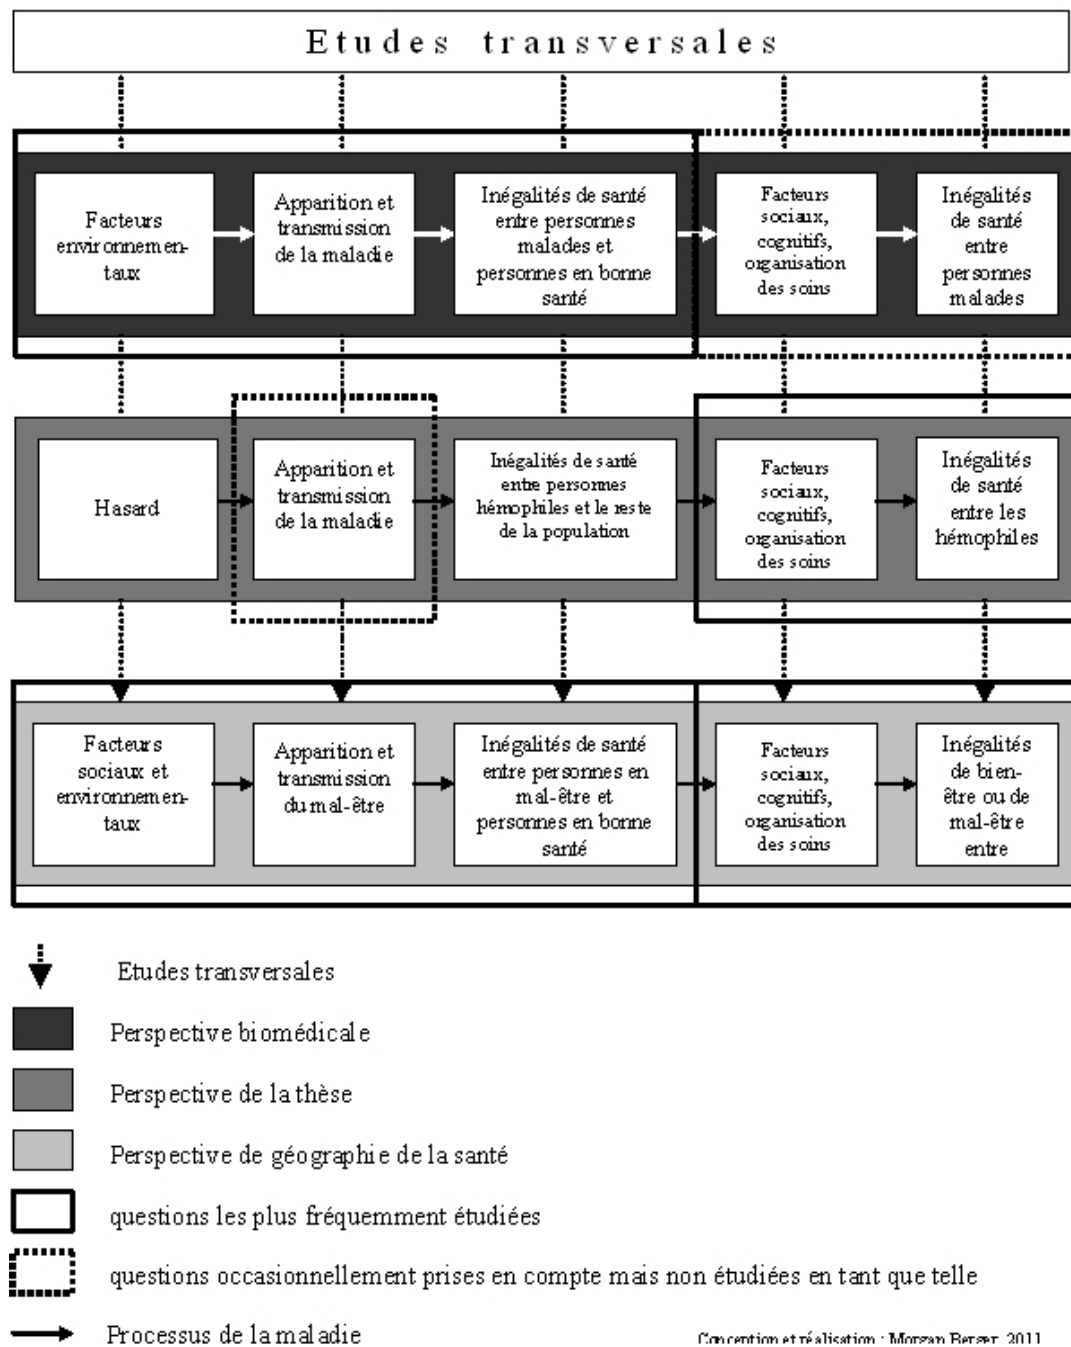 Etudes transversales
Facteurs
environnemen-
taux
Apparition et
transmission
de la maladie
Inégalités de santé
entre personnes
malades et
personnes en bonne
santé
Facteurs
sociaux,
cognitifs,
organisation
des soins
Inégalités
de santé
entre
personnes
malades
Hasard
Apparition et
transmission
de la maladie
Inégalités de santé
entre personnes
hémophiles et le reste
de la population
Facteurs
sociaux,
cognitifs,
organisation
des soins
Inégalités
de santé
entre les
hémophiles
Facteurs
sociaux et
environnemen-
taux
Apparition et
transmission
du mal-être
Inégalités de santé
entre personnes en
mal-être et
personnes en bonne
santé
Facteurs
sociaux,
cognitifs,
organisation
des soins
Inégalités
de bien-
être ou de
mal-être
entre
Etudes transversales
Perspective biomédicale
Perspective de la thèse
Perspective de géographie de la santé
questions les plus fréquemment étudiées
questions occasionnellement prises en compte mais non étudiées en tant que telle
Processus de la maladie
Conception et réalisation : Morgan Berger, 2011